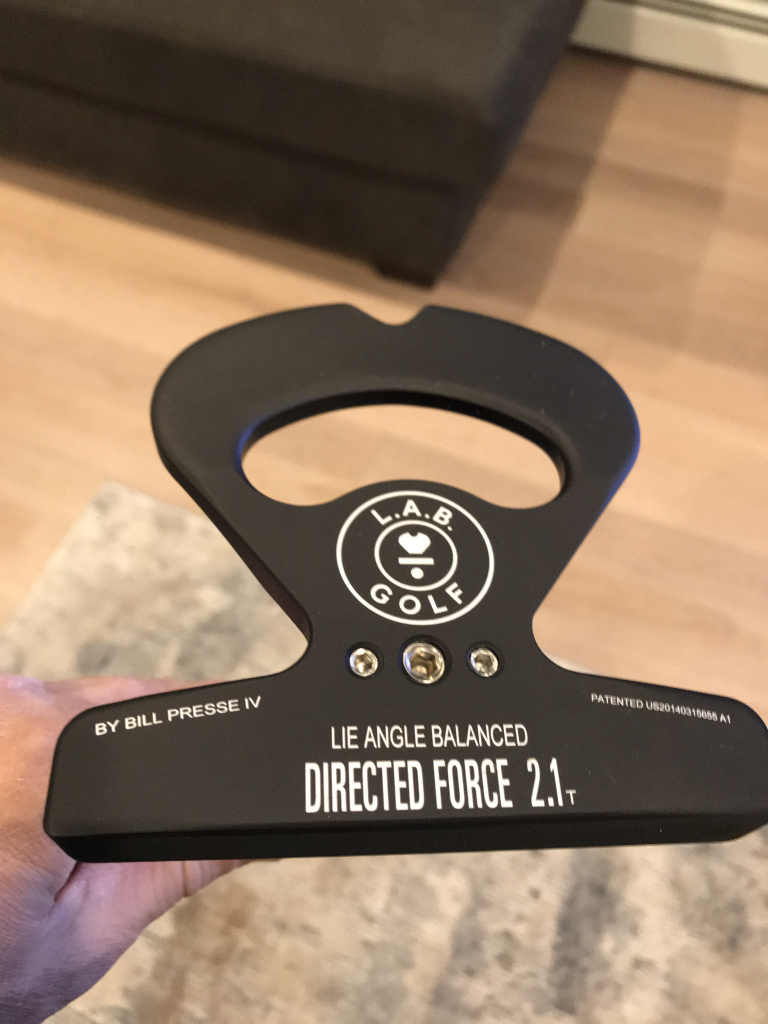 L.A.B.
GOLF
BY BILL PRESSE IV
PATENTED US20140315655 A1
LIE ANGLE BALANCED
DIRECTED FORCE 2.1T